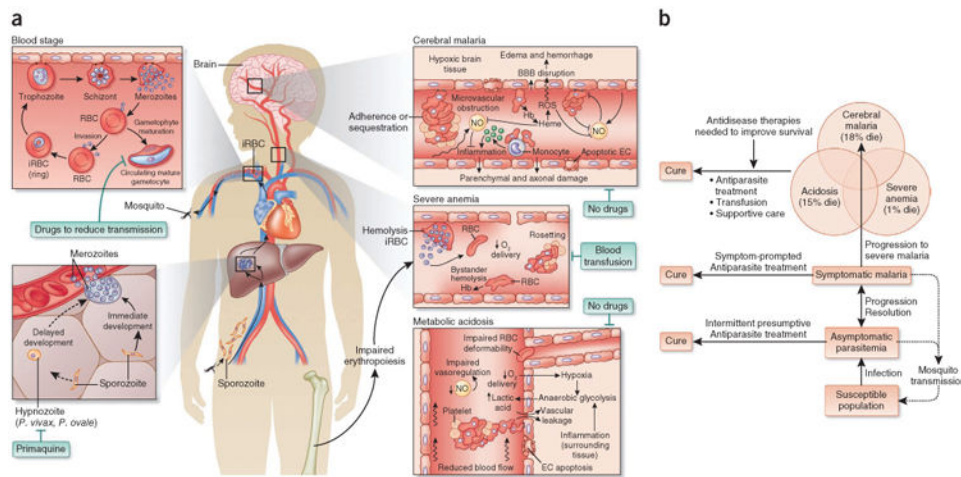 a
Blood stage
Trophozoite
Schizont
Merozoites
RBC
Gametophyte
maturation
Invasion
iRBC
(ring)
RBC
Circulating mature
gametocyte
Drugs to reduce transmission
Merozoites
Delayed
development
Immediate
development
Sporozoites
Hypnozoite
(P. vivax, P. ovale)
Primaquine
Brain
iRBC
Mosquito
Sporozoite
Impaired
erythropoiesis
Cerebral malaria
Hypoxic brain
tissue
Edema and hemorrhage
BBB disruption
Microvascular
obstruction
ROS
Hb
Heme
NO
NO
Adherence or
sequestration
Inflammation
Monocyte
Apoptotic EC
Parenchymal and axonal damage
No drugs
Severe anemia
Hemolysis
iRBC
RBC
↓ O2
delivery
Rosetting
Bystander
hemolysis
Hb
RBC
Blood
transfusion
No drugs
Metabolic acidosis
Impaired RBC
deformability
Impaired
vasoregulation
NO
↓O2
delivery
Hypoxia
↑Lactic
acid
Anaerobic glycolysis
Platelet
Vascular
leakage
Inflammation
(surrounding
tissue)
Reduced blood flow
EC apoptosis
b
Antidisease therapies
needed to improve survival
Cure
• Antiparasite
treatment
• Transfusion
• Supportive care
Cerebral
malaria
(18% die)
Acidosis
(15% die)
Severe
anemia
(1% die)
Progression to
severe malaria
Symptom-prompted
Antiparasite treatment
Cure
Symptomatic malaria
Progression
Resolution
Intermittent presumptive
Antiparasite treatment
Cure
Asymptomatic
parasitemia
Infection
Mosquito
transmission
Susceptible
population